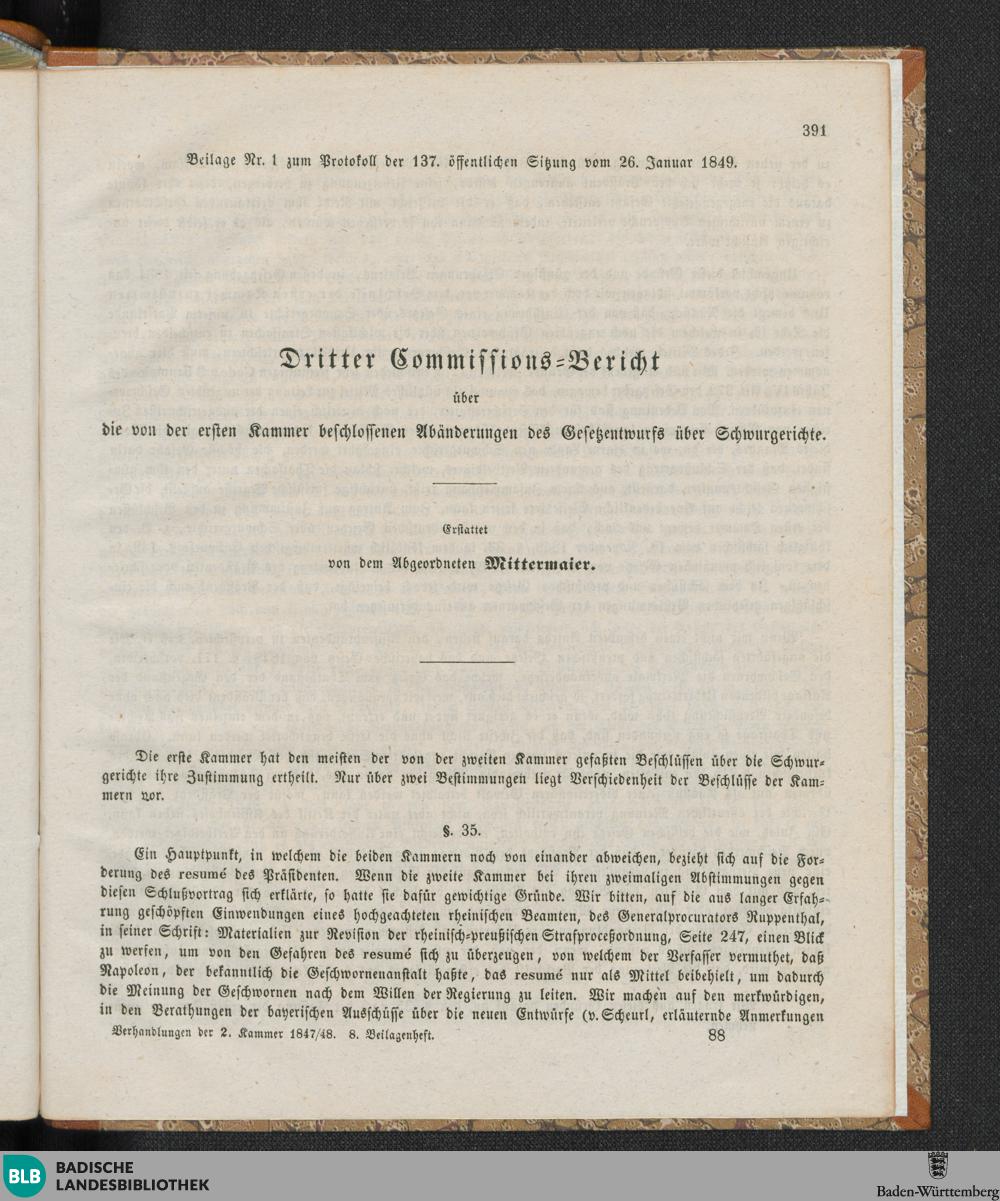 391
Beilage Nr. 1 zum Protokoll der 137. öffentlichen Sitzung vom 26. Januar 1849.
Dritter Commissions-Bericht
über
die von der ersten Kammer beschlossenen Abänderungen des Gesetzentwurfs über Schwurgerichte.
Erstattet
von dem Abgeordneten Mittermaier.
Die erste Kammer hat den meisten der von der zweiten Kammer gefaßten Beschlüssen über die Schwur-
gerichte ihre Zustimmung ertheilt. Nur über zwei Bestimmungen liegt Verschiedenheit der Beschlüsse der Kam-
mern vor.
§. 35.
Ein Hauptpunkt, in welchem die beiden Kammern noch von einander abweichen, bezieht sich auf die For-
derung des resumé des Präsidenten. Wenn die zweite Kammer bei ihren zweimaligen Abstimmungen gegen
diesen Schlußvortrag sich erklärte, so hatte sie dafür gewichtige Gründe. Wir bitten, auf die aus langer Erfah-
rung geschöpften Einwendungen eines hochgeachteten rheinischen Beamten, des Generalprocurators Ruppenthal,
in seiner Schrift: Materialien zur Revision der rheinisch-preußischen Strafproceßordnung, Seite 247, einen Blick
zu werfen, um von den Gefahren des resumé sich zu überzeugen, von welchem der Verfasser vermuthet, daß
Napoleon, der bekanntlich die Geschwornenanstalt haßte, das resumé nur als Mittel beibehielt, um dadurch
die Meinung der Geschwornen nach dem Willen der Regierung zu leiten. Wir machen auf den merkwürdigen,
in den Berathungen der bayerischen Ausschüsse über die neuen Entwürfe (v. Scheurl, erläuternde Anmerkungen
Verhandlungen der 2. Kammer 1847/48. 8. Beilagenheft.
88
BLB
BADISCHE
LANDESBIBLIOTHEK
Baden-Württemberg